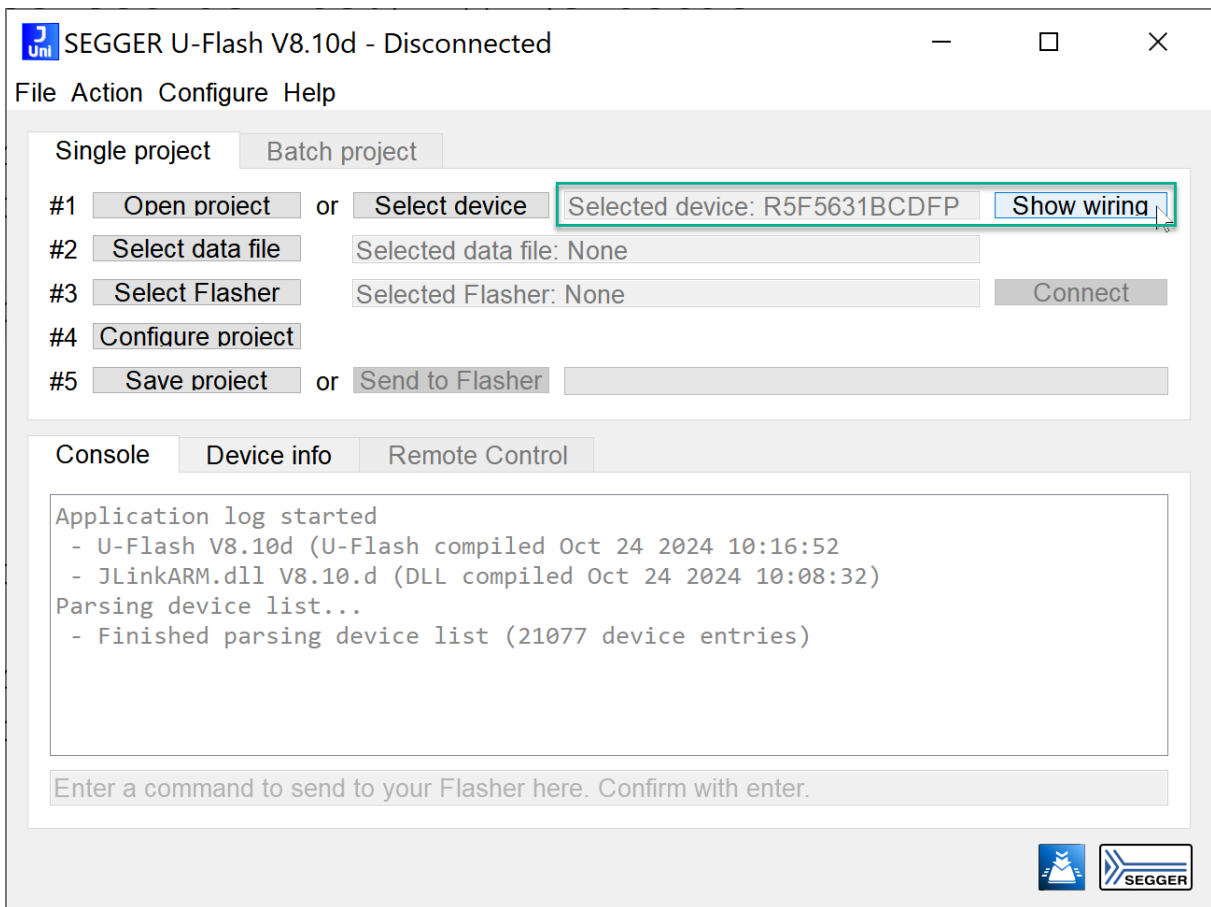 J
Uni
SEGGER U-Flash V8.10d - Disconnected
File Action Configure Help
Single project Batch project
#1 Open project or Select device Selected device: R5F5631BCDFP Show wiring
#2 Select data file Selected data file: None
#3 Select Flasher Selected Flasher: None Connect
#4 Configure project
#5 Save project or Send to Flasher
Console Device info Remote Control
Application log started
- U-Flash V8.10d (U-Flash compiled Oct 24 2024 10:16:52
- JLinkARM.dll V8.10.d (DLL compiled Oct 24 2024 10:08:32)
Parsing device list...
- Finished parsing device list (21077 device entries)
Enter a command to send to your Flasher here. Confirm with enter.
SEGGER